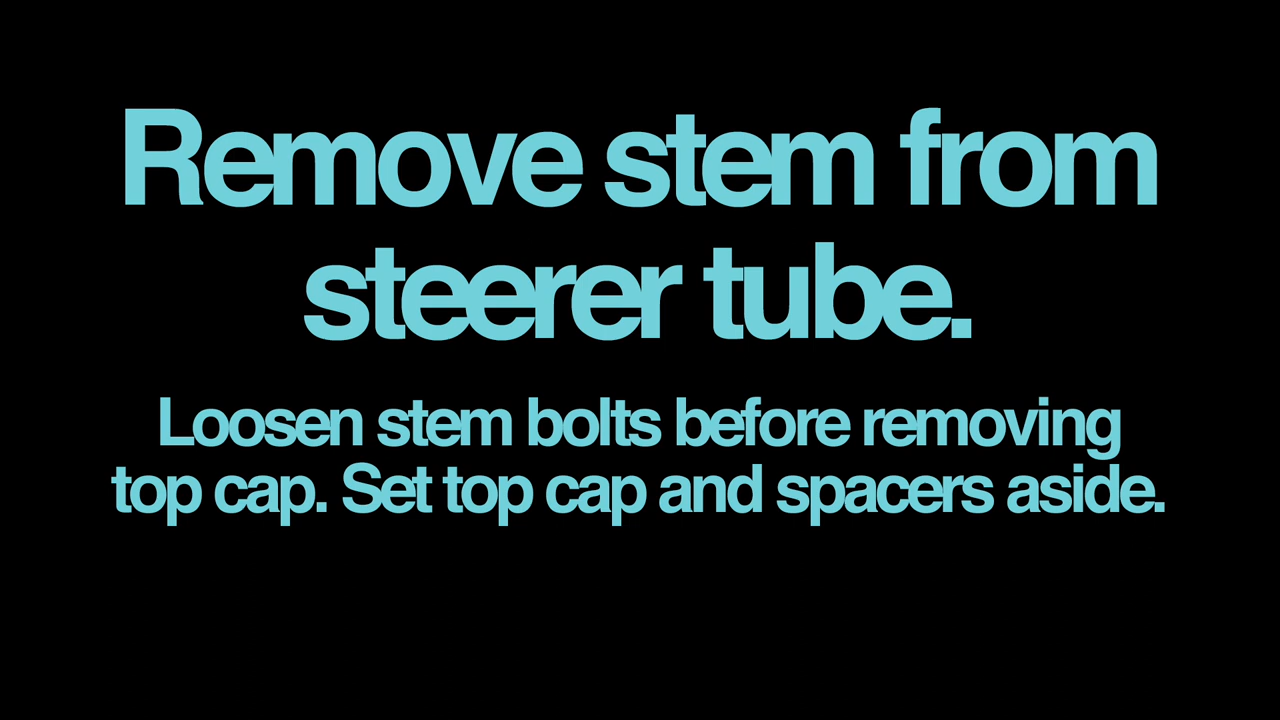 Remove stem from
steerer tube.
Loosen stem bolts before removing
top cap. Set top cap and spacers aside.